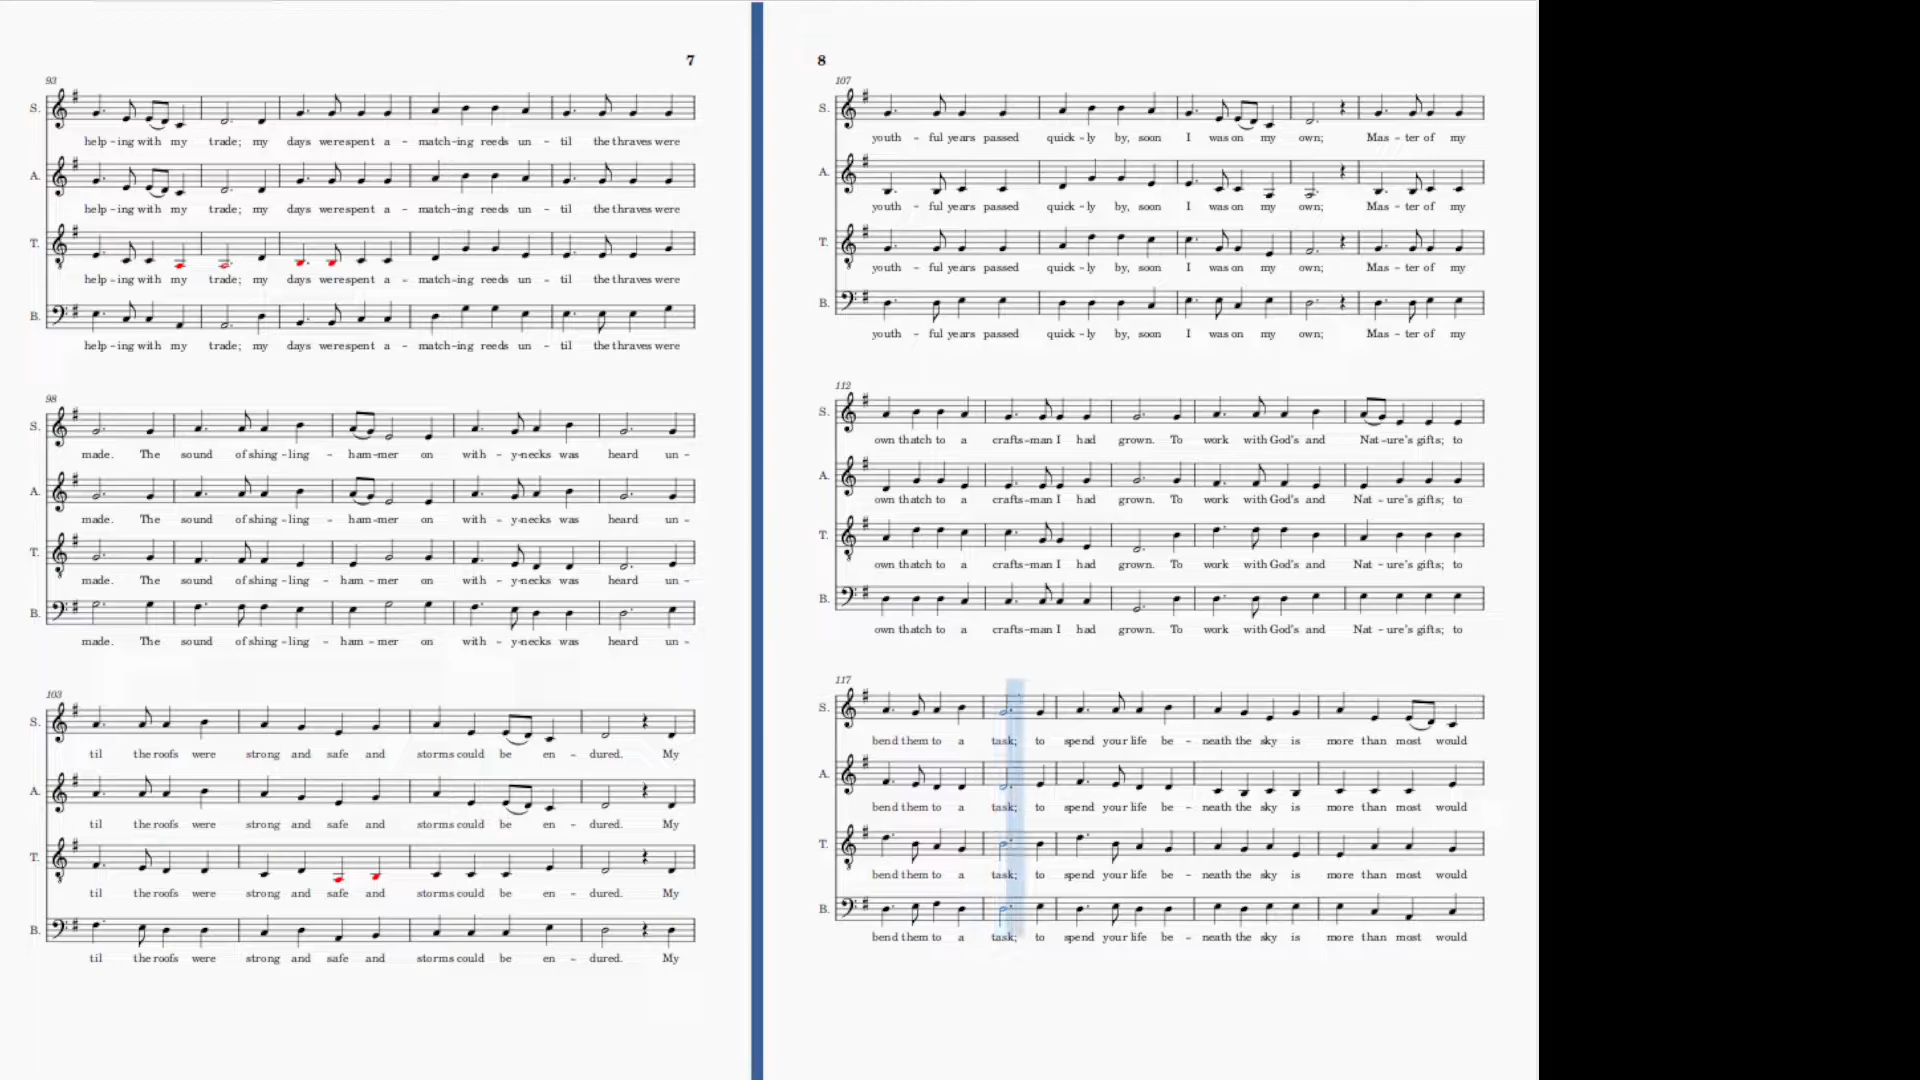 7
93
S.
help - ing with my trade; my days were spent a - match-ing reeds un - til the thraves were
A.
help - ing with my trade; my days were spent a - match-ing reeds un - til the thraves were
T.
help - ing with my trade; my days were spent a - match-ing reeds un - til the thraves were
B.
help - ing with my trade; my days were spent a - match-ing reeds un - til the thraves were
98
S.
made. The sound of shing - ling - ham - mer on with - y-necks was heard un -
A.
made. The sound of shing - ling - ham - mer on with - y-necks was heard un -
T.
made. The sound of shing - ling - ham - mer on with - y-necks was heard un -
B.
made. The sound of shing - ling - ham - mer on with - y-necks was heard un -
103
S.
til the roofs were strong and safe and storms could be en - dured. My
A.
til the roofs were strong and safe and storms could be en - dured. My
T.
til the roofs were strong and safe and storms could be en - dured. My
B.
til the roofs were strong and safe and storms could be en - dured. My
8
107
S.
youth - ful years passed quick - ly by, soon I was on my own; Mas - ter of my
A.
youth - ful years passed quick - ly by, soon I was on my own; Mas - ter of my
T.
youth - ful years passed quick - ly by, soon I was on my own; Mas - ter of my
B.
youth - ful years passed quick - ly by, soon I was on my own; Mas - ter of my
112
S.
own thatch to a crafts-man I had grown. To work with God's and Nat - ure's gifts; to
A.
own thatch to a crafts-man I had grown. To work with God's and Nat - ure's gifts; to
T.
own thatch to a crafts-man I had grown. To work with God's and Nat - ure's gifts; to
B.
own thatch to a crafts-man I had grown. To work with God's and Nat - ure's gifts; to
117
S.
bend them to a task; to spend your life be - neath the sky is more than most would
A.
bend them to a task; to spend your life be - neath the sky is more than most would
T.
bend them to a task; to spend your life be - neath the sky is more than most would
B.
bend them to a task; to spend your life be - neath the sky is more than most would